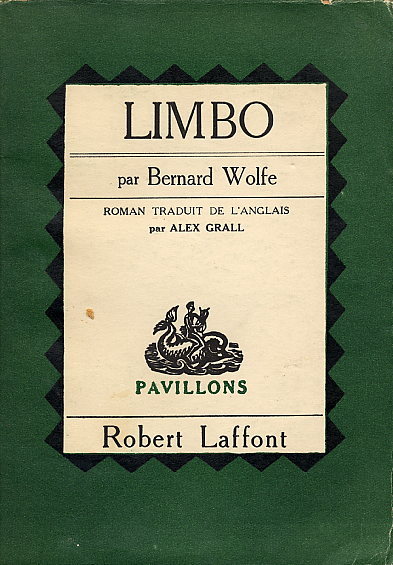 LIMBO
par Bernard Wolfe
ROMAN TRADUIT DE L'ANGLAIS
par ALEX GRALL
PAVILLONS
Robert Laffont